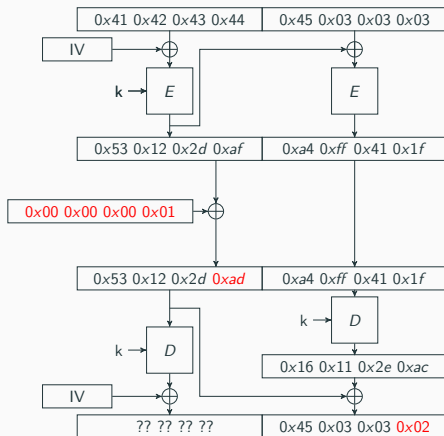 0x41 0x42 0x43 0x44 0x45 0x03 0x03 0x03
IV
k E E
0x53 0x12 0x2d 0xaf 0xa4 0xff 0x41 0x1f
0x00 0x00 0x00 0x01
0x53 0x12 0x2d 0xad 0xa4 0xff 0x41 0x1f
k D
k D
0x16 0x11 0x2e 0xac
IV
?? ?? ?? ?? 0x45 0x03 0x03 0x02